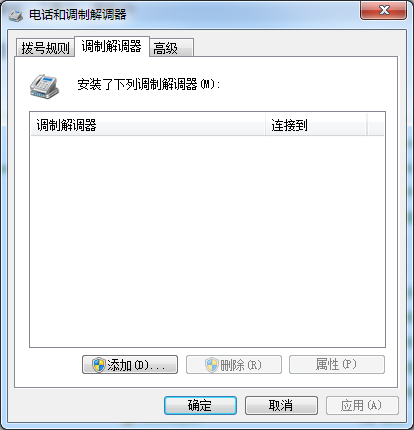 电话和调制解调器
拨号规则 调制解调器 高级
安装了下列调制解调器(M):
调制解调器 连接到
添加(D)... 删除(R) 属性(P)
确定 取消 应用(A)